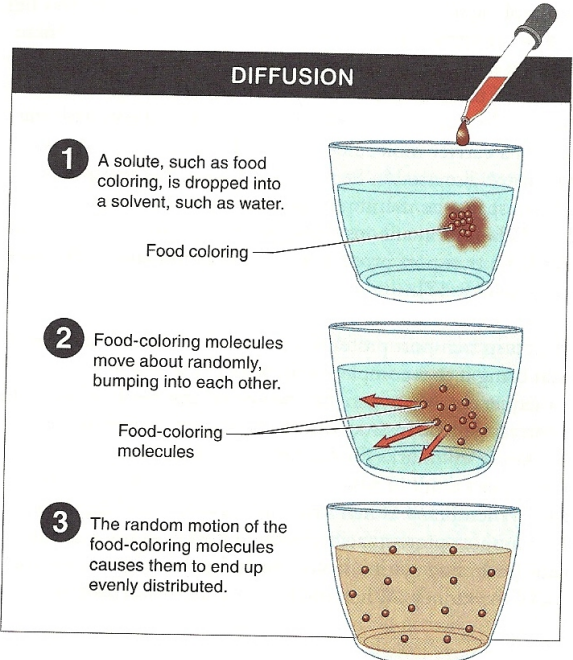 DIFFUSION
1
A solute, such as food
coloring, is dropped into
a solvent, such as water.
Food coloring
2
Food-coloring molecules
move about randomly,
bumping into each other.
Food-coloring
molecules
3
The random motion of the
food-coloring molecules
causes them to end up
evenly distributed.